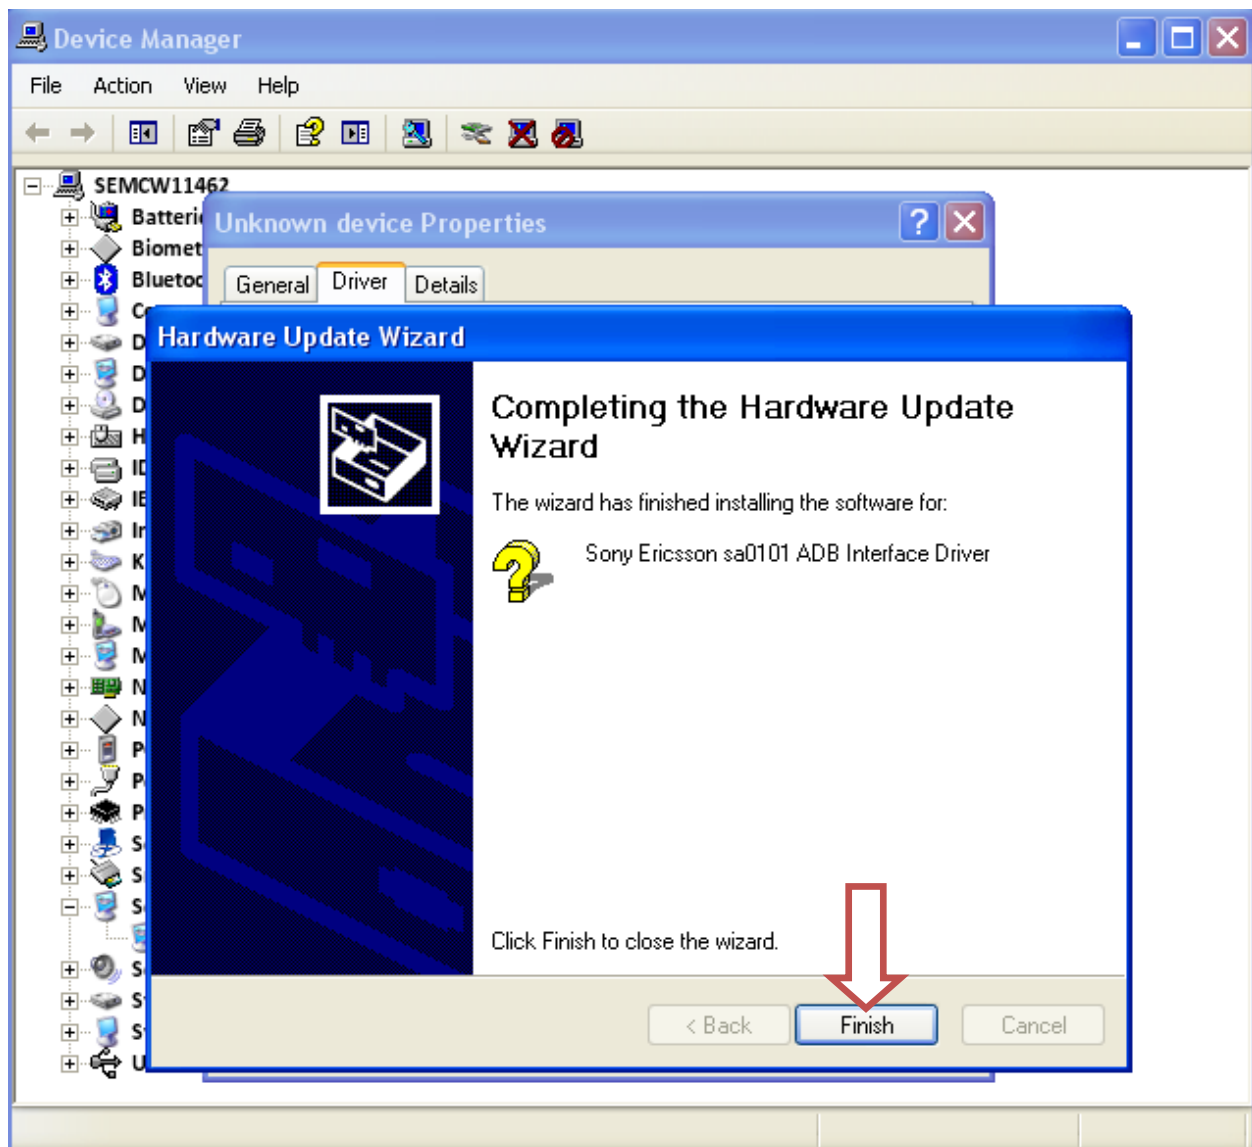 Device Manager
File Action View Help
SEMCW11462
Batterie
Biomet
Bluetoc
Unknown device Properties
General Driver Details
Hardware Update Wizard
Completing the Hardware Update
Wizard
The wizard has finished installing the software for:
Sony Ericsson sa0101 ADB Interface Driver
Click Finish to close the wizard.
< Back Finish Cancel